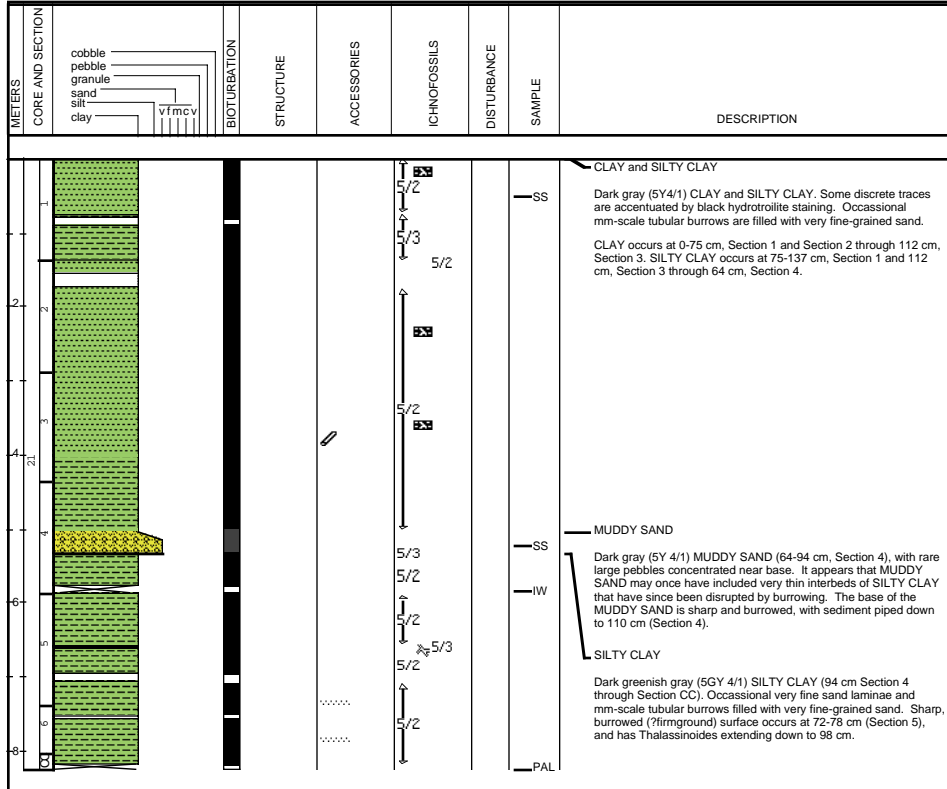 METERS
CORE AND SECTION
cobble
pebble
granule
sand
silt
clay
v f m c v
BIOTURBATION
STRUCTURE
ACCESSORIES
ICHNOFOSSILS
DISTURBANCE
SAMPLE
DESCRIPTION
2
4
6
8
21
1
2
3
4
5
6
CC
5/2
5/3
5/2
5/2
5/3
5/2
5/2
5/3
5/2
5/2
SS
SS
IW
PAL
CLAY and SILTY CLAY
Dark gray (5Y4/1) CLAY and SILTY CLAY. Some discrete traces
are accentuated by black hydrotroilite staining. Occassional
mm-scale tubular burrows are filled with very fine-grained sand.
CLAY occurs at 0-75 cm, Section 1 and Section 2 through 112 cm,
Section 3. SILTY CLAY occurs at 75-137 cm, Section 1 and 112
cm, Section 3 through 64 cm, Section 4.
MUDDY SAND
Dark gray (5Y 4/1) MUDDY SAND (64-94 cm, Section 4), with rare
large pebbles concentrated near base. It appears that MUDDY
SAND may once have included very thin interbeds of SILTY CLAY
that have since been disrupted by burrowing. The base of the
MUDDY SAND is sharp and burrowed, with sediment piped down
to 110 cm (Section 4).
SILTY CLAY
Dark greenish gray (5GY 4/1) SILTY CLAY (94 cm Section 4
through Section CC). Occassional very fine sand laminae and
mm-scale tubular burrows filled with very fine-grained sand. Sharp,
burrowed (?firmground) surface occurs at 72-78 cm (Section 5),
and has Thalassinoides extending down to 98 cm.